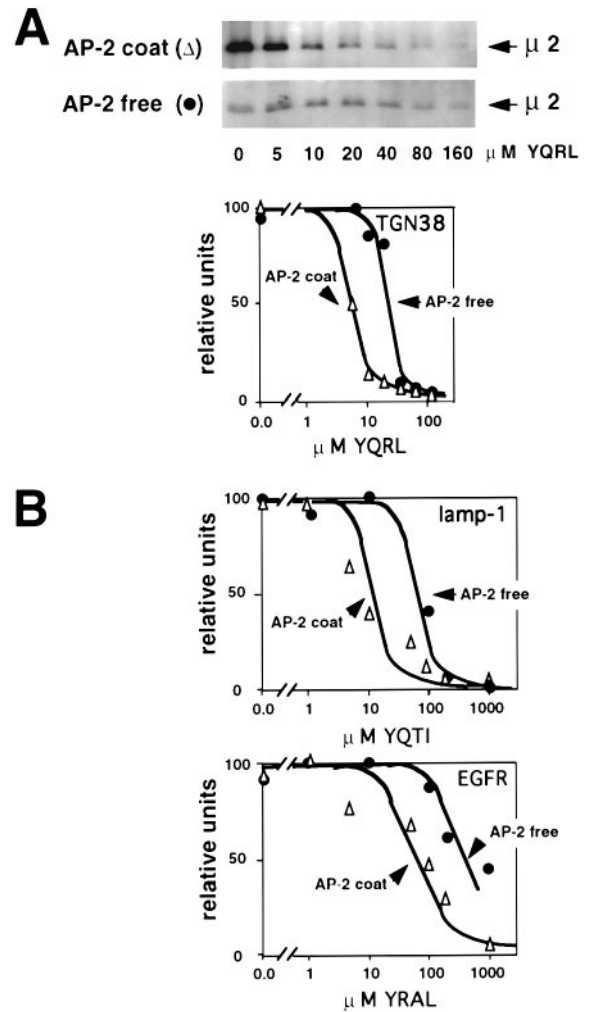 A
AP-2 coat (Δ) μ 2
AP-2 free (●) μ 2
0 5 10 20 40 80 160 μ M YQRL
100 TGN38
relative units
AP-2 coat
50 AP-2 free
0
0.0 1 10 100
μ M YQRL
B
100 lamp-1
relative units
50 AP-2 free
AP-2 coat
0
0.0 1 10 100 1000
μ M YQTI
100 EGFR
relative units
AP-2 free
50
AP-2 coat
0
0.0 1 10 100 1000
μ M YRAL